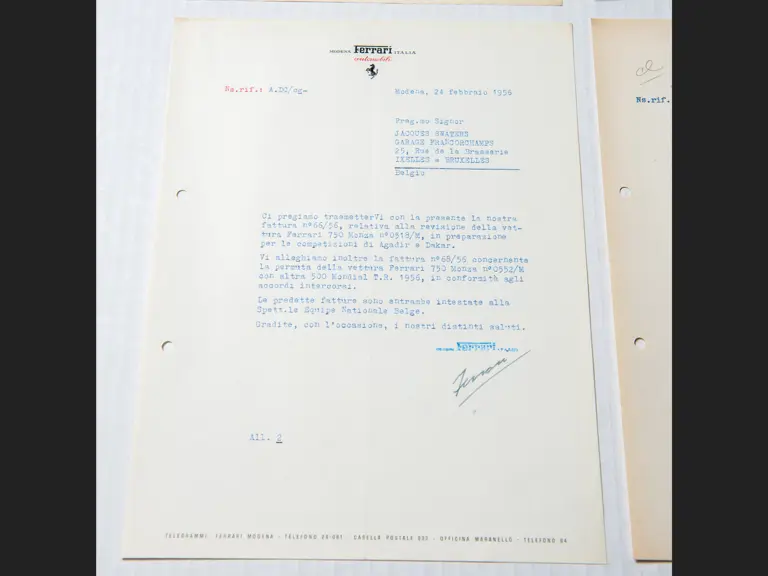 MODENA Ferrari ITALIA
automobili
Ns.rif.: A.DC/cg-
Modena, 24 febbraio 1956
Preg.mo Signor
JACQUES SWATERS
GARAGE FRANCORCHAMPS
25, Rue de la Brasserie
IXELLES = BRUXELLES
Belgio
Ci pregiamo trasmetterVi con la presente la nostra
fattura n°66/56, relativa alla revisione della vet-
tura Ferrari 750 Monza n°0518/M, in preparazione
per le competizioni di Agadir e Dakar.
Vi alleghiamo inoltre la fattura n°68/56 concernente
la permuta della vettura Ferrari 750 Monza n°0552/M
con altra 500 Mondial T.R. 1956, in conformità agli
accordi intercorsi.
Le predette fatture sono entrambe intestate alla
Spett.le Equipe Nationale Belge.
Gradite, con l'occasione, i nostri distinti saluti.
Ferrari ITALIA
Ferrari
All. 2
TELEGRAMMI: FERRARI MODENA - TELEFONO 24-081 CASELLA POSTALE 232 - OFFICINA MARANELLO - TELEFONO 04
Ns.rif.